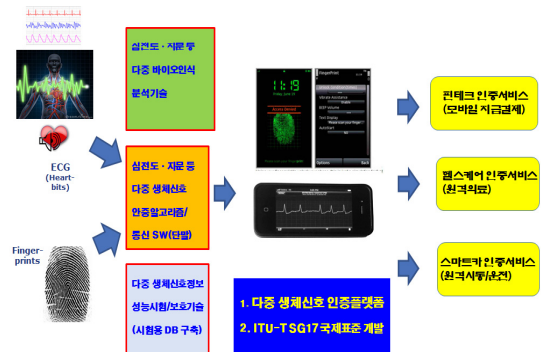 ECG
(Heart-
bits)
Finger-
prints
심전도·지문 등
다중 바이오인식
분석기술
심전도·지문 등
다중 생체신호
인증알고리즘/
통신 SW(단말)
다중 생체신호정보
성능시험/보호기술
(시험용 DB 구축)
11:19
FingerPrint
Options
1. 다중 생체신호 인증플랫폼
2. ITU-T SG17 국제표준 개발
핀테크 인증서비스
(모바일 지급결제)
헬스케어 인증서비스
(원격의료)
스마트카 인증서비스
(원격시동/운전)